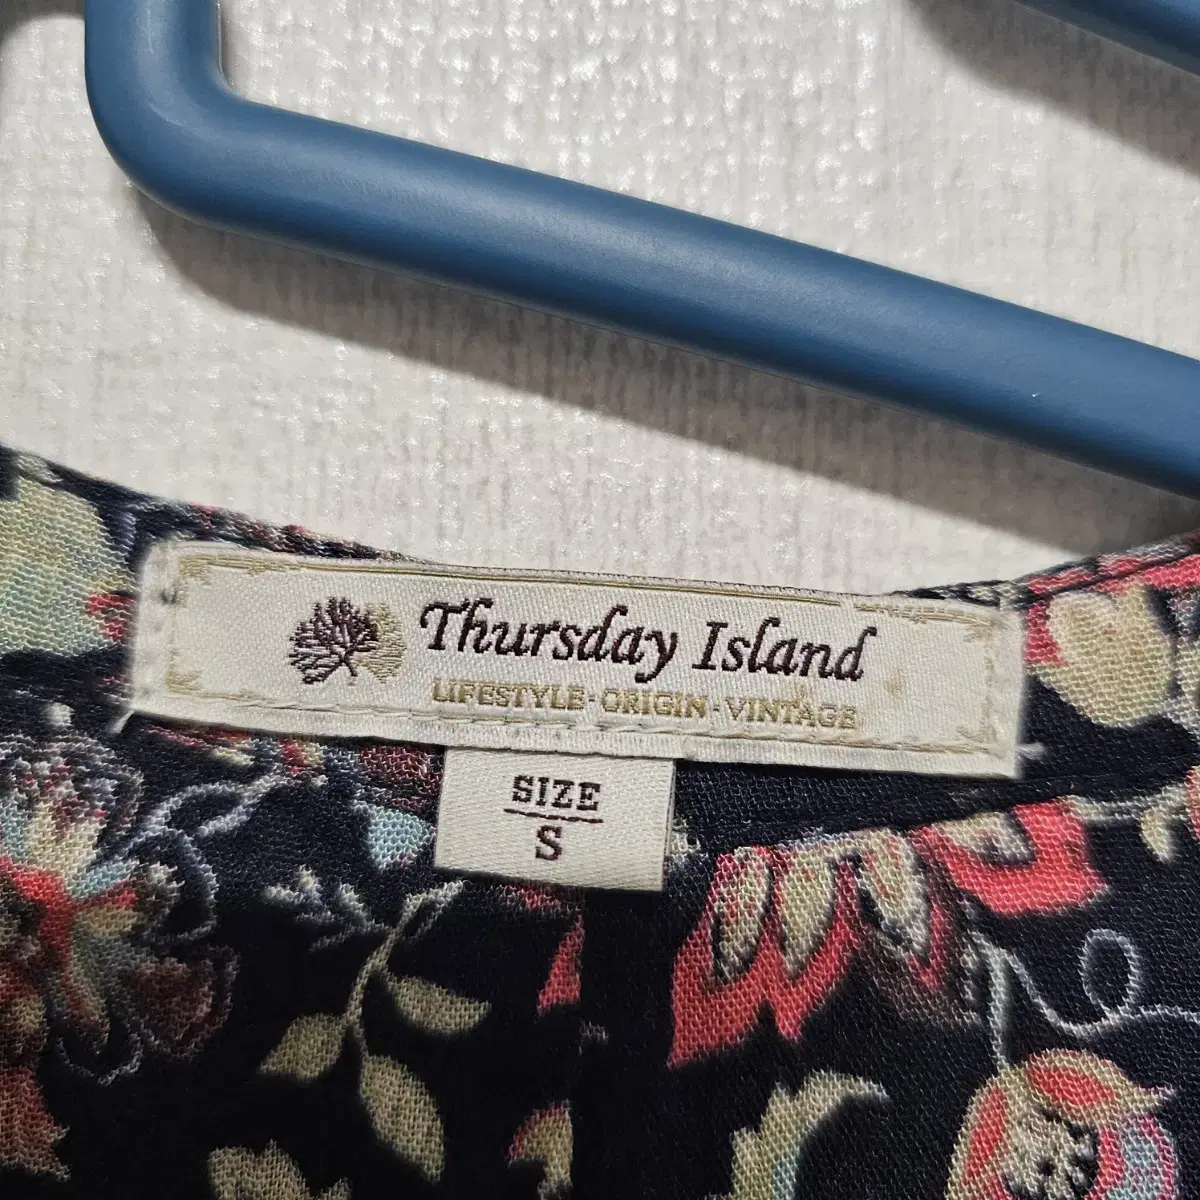 Thursday Island
LIFESTYLE · ORIGIN · VINTAGE
SIZE
S